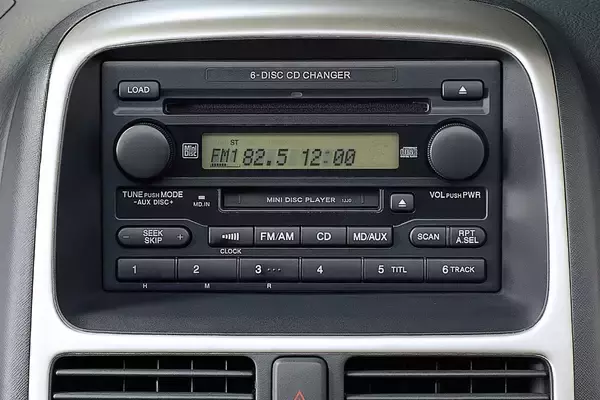 6-DISC CD CHANGER
LOAD
ST
FM1 82.5 12:00
Mini Disc
TUNE PUSH MODE
-AUX DISC+
MD.IN
MINI DISC PLAYER
VOL PUSH PWR
- SEEK SKIP +
FM/AM
CD
MD/AUX
SCAN
RPT A.SEL
CLOCK
1 2 3 4 5 TITL 6 TRACK
H M R